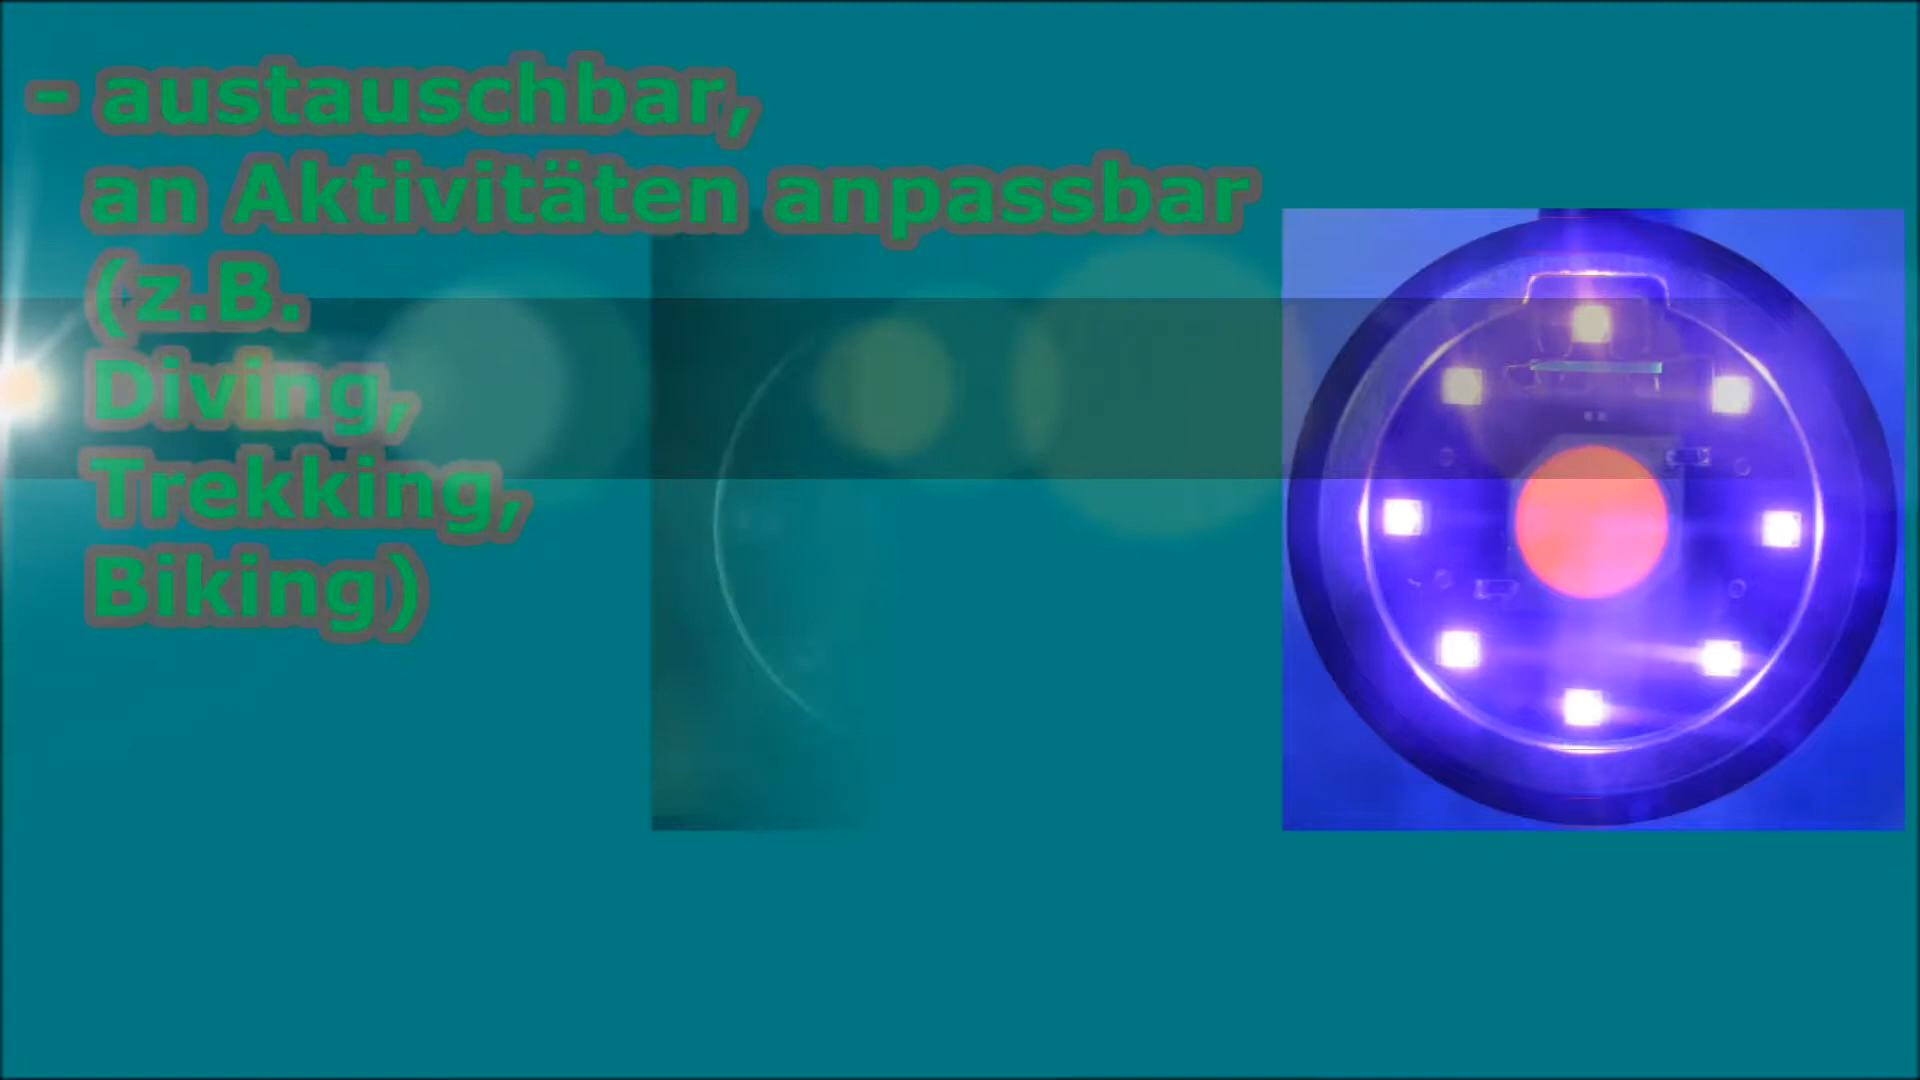 - austauschbar,
an Aktivitäten anpassbar
(z.B.
Diving,
Trekking,
Biking)